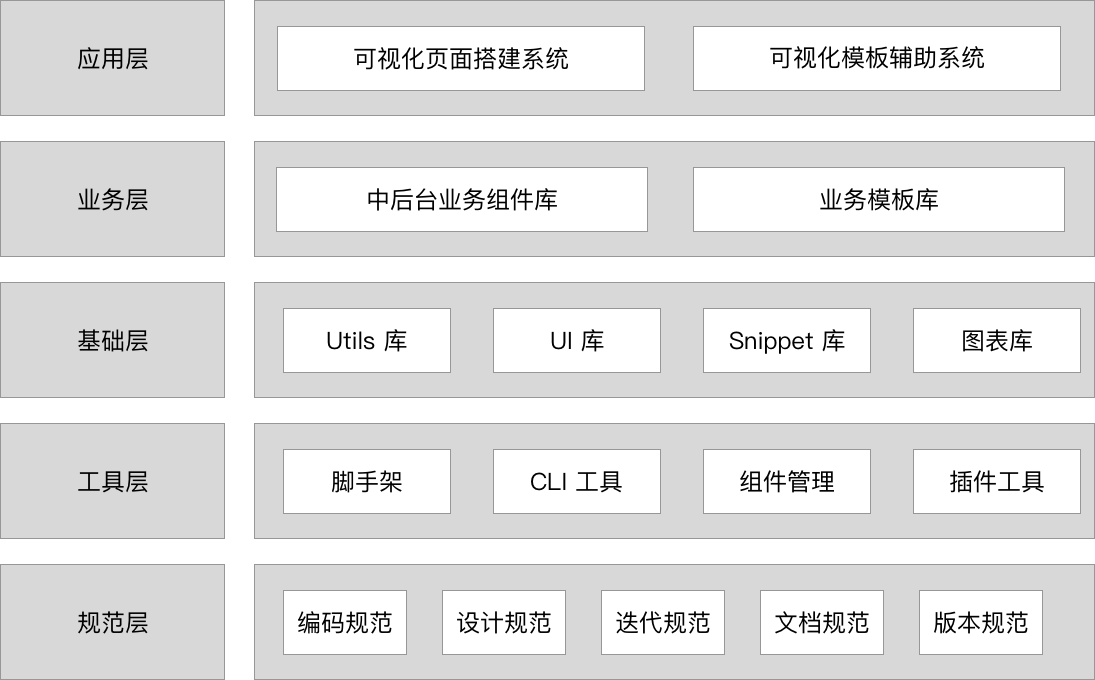 应用层
可视化页面搭建系统
可视化模板辅助系统
业务层
中后台业务组件库
业务模板库
基础层
Utils 库
UI 库
Snippet 库
图表库
工具层
脚手架
CLI 工具
组件管理
插件工具
规范层
编码规范
设计规范
迭代规范
文档规范
版本规范